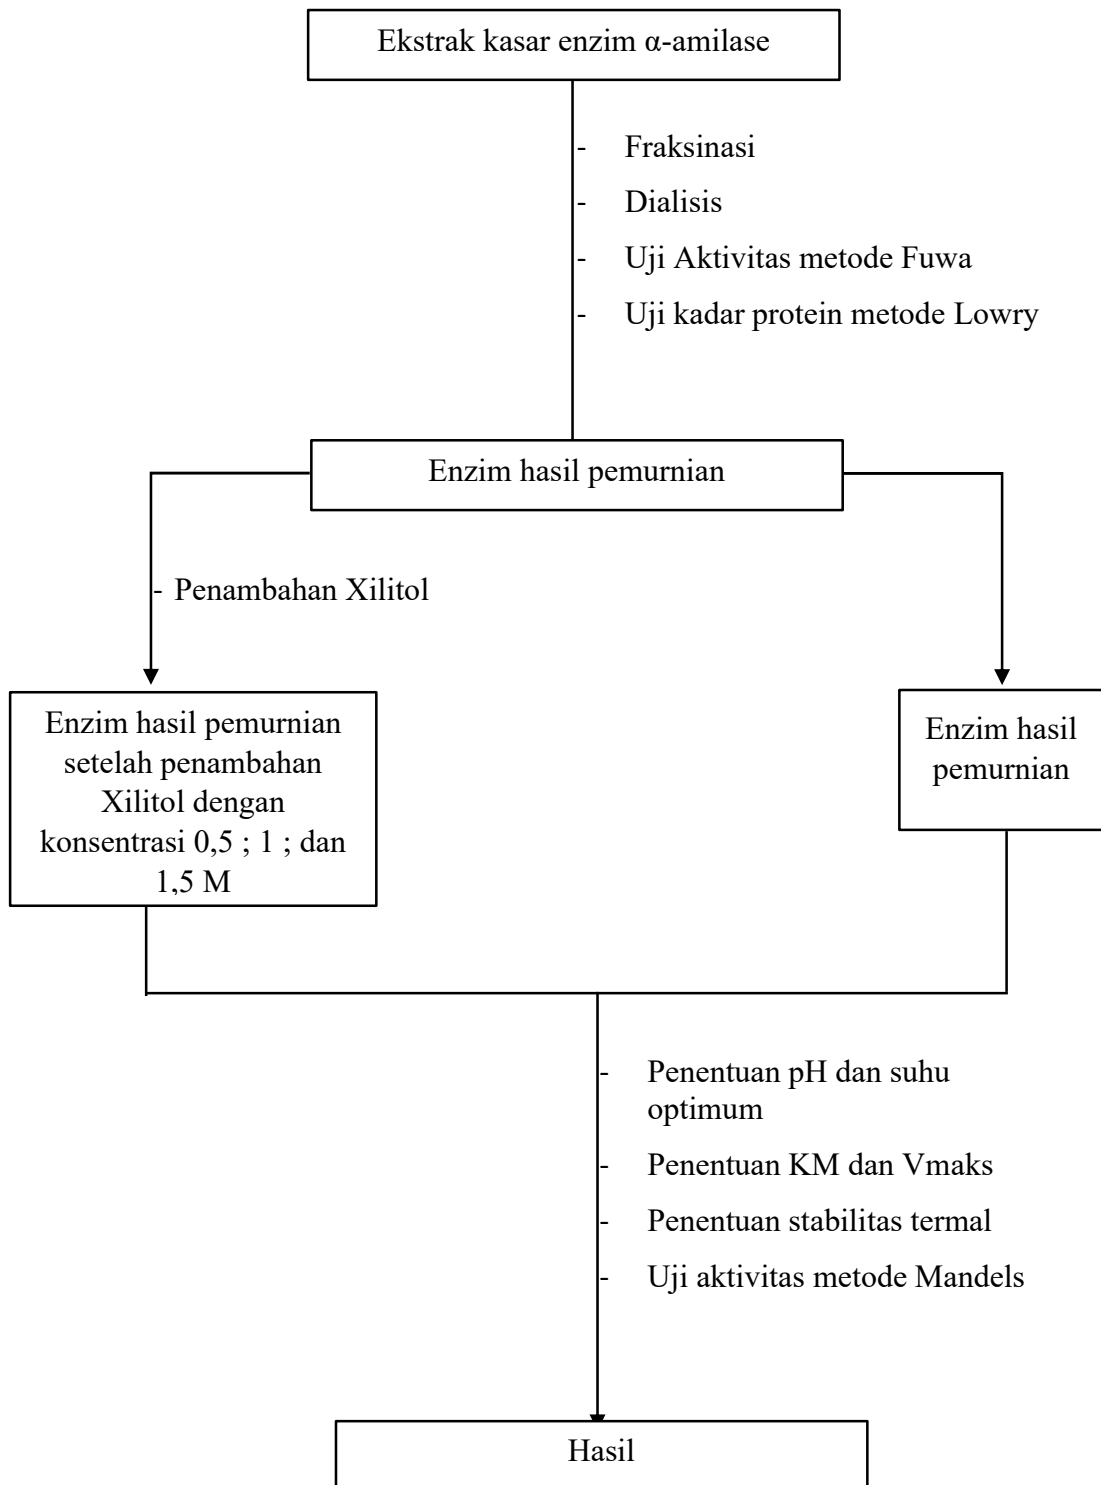 Ekstrak kasar enzim α-amilase
- Fraksinasi
- Dialisis
- Uji Aktivitas metode Fuwa
- Uji kadar protein metode Lowry
Enzim hasil pemurnian
- Penambahan Xilitol
Enzim hasil pemurnian
setelah penambahan
Xilitol dengan
konsentrasi 0,5 ; 1 ; dan
1,5 M
Enzim hasil
pemurnian
- Penentuan pH dan suhu
optimum
- Penentuan KM dan Vmaks
- Penentuan stabilitas termal
- Uji aktivitas metode Mandels
Hasil